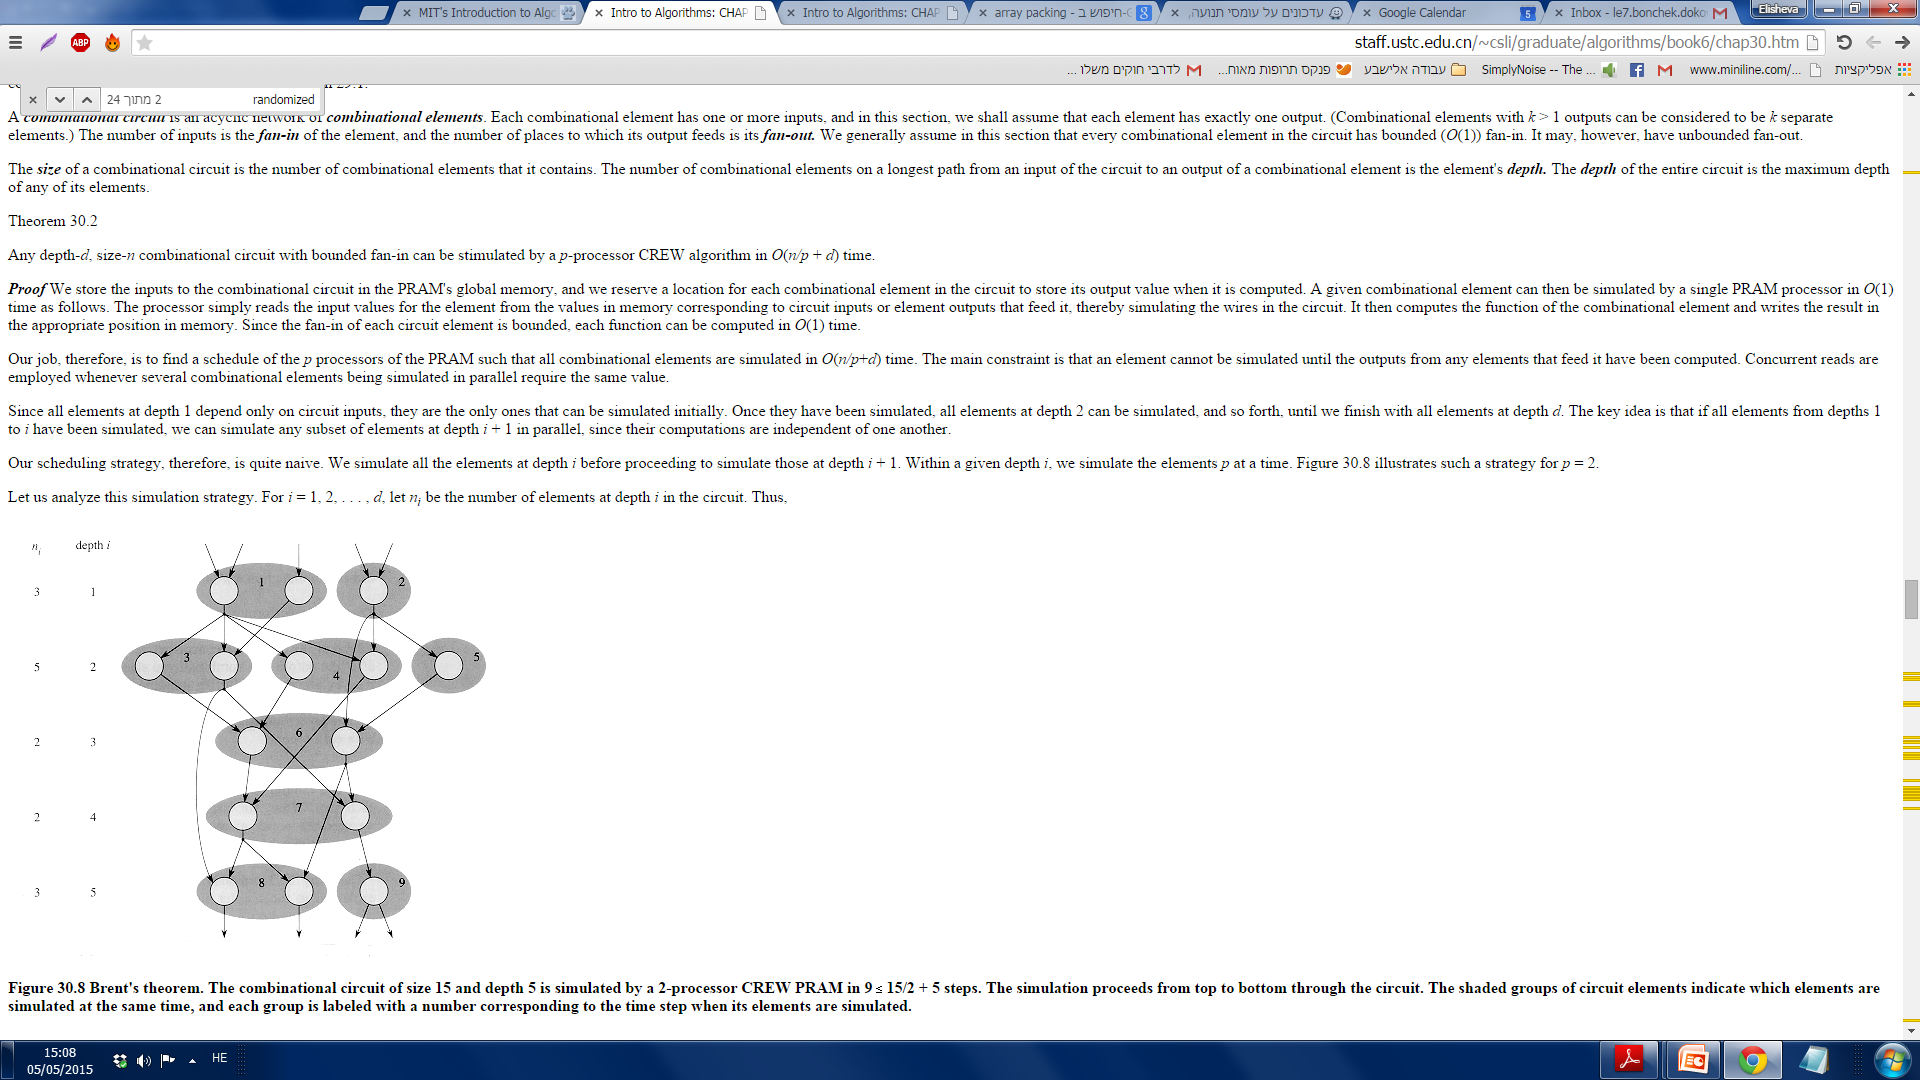 MIT's Introduction to Algo
Intro to Algorithms: CHAP
Intro to Algorithms: CHAP
array packing - חיפוש ב-G
עדכונים על עומסי תנועה,
Google Calendar
Inbox - le7.bonchek.doko
Elisheva
ABP
staff.ustc.edu.cn/~csli/graduate/algorithms/book6/chap30.htm
לדרבי חוקים משלו ...
פנקס תרופות מאוח...
עבודה אלישבע
SimplyNoise -- The ...
www.miniline.com/...
אפליקציות
2 מתוך 24
randomized
A combinational circuit is an acyclic network of combinational elements. Each combinational element has one or more inputs, and in this section, we shall assume that each element has exactly one output. (Combinational elements with k > 1 outputs can be considered to be k separate
elements.) The number of inputs is the fan-in of the element, and the number of places to which its output feeds is its fan-out. We generally assume in this section that every combinational element in the circuit has bounded (O(1)) fan-in. It may, however, have unbounded fan-out.
The size of a combinational circuit is the number of combinational elements that it contains. The number of combinational elements on a longest path from an input of the circuit to an output of a combinational element is the element's depth. The depth of the entire circuit is the maximum depth
of any of its elements.
Theorem 30.2
Any depth-d, size-n combinational circuit with bounded fan-in can be stimulated by a p-processor CREW algorithm in O(n/p + d) time.
Proof We store the inputs to the combinational circuit in the PRAM's global memory, and we reserve a location for each combinational element in the circuit to store its output value when it is computed. A given combinational element can then be simulated by a single PRAM processor in O(1)
time as follows. The processor simply reads the input values for the element from the values in memory corresponding to circuit inputs or element outputs that feed it, thereby simulating the wires in the circuit. It then computes the function of the combinational element and writes the result in
the appropriate position in memory. Since the fan-in of each circuit element is bounded, each function can be computed in O(1) time.
Our job, therefore, is to find a schedule of the p processors of the PRAM such that all combinational elements are simulated in O(n/p+d) time. The main constraint is that an element cannot be simulated until the outputs from any elements that feed it have been computed. Concurrent reads are
employed whenever several combinational elements being simulated in parallel require the same value.
Since all elements at depth 1 depend only on circuit inputs, they are the only ones that can be simulated initially. Once they have been simulated, all elements at depth 2 can be simulated, and so forth, until we finish with all elements at depth d. The key idea is that if all elements from depths 1
to i have been simulated, we can simulate any subset of elements at depth i + 1 in parallel, since their computations are independent of one another.
Our scheduling strategy, therefore, is quite naive. We simulate all the elements at depth i before proceeding to simulate those at depth i + 1. Within a given depth i, we simulate the elements p at a time. Figure 30.8 illustrates such a strategy for p = 2.
Let us analyze this simulation strategy. For i = 1, 2, . . . , d, let ni be the number of elements at depth i in the circuit. Thus,
ni depth i
3 1 1 2
5 2 3 4 5
2 3 6
2 4 7
3 5 8 9
Figure 30.8 Brent's theorem. The combinational circuit of size 15 and depth 5 is simulated by a 2-processor CREW PRAM in 9 ≤ 15/2 + 5 steps. The simulation proceeds from top to bottom through the circuit. The shaded groups of circuit elements indicate which elements are
simulated at the same time, and each group is labeled with a number corresponding to the time step when its elements are simulated.
15:08
05/05/2015
HE